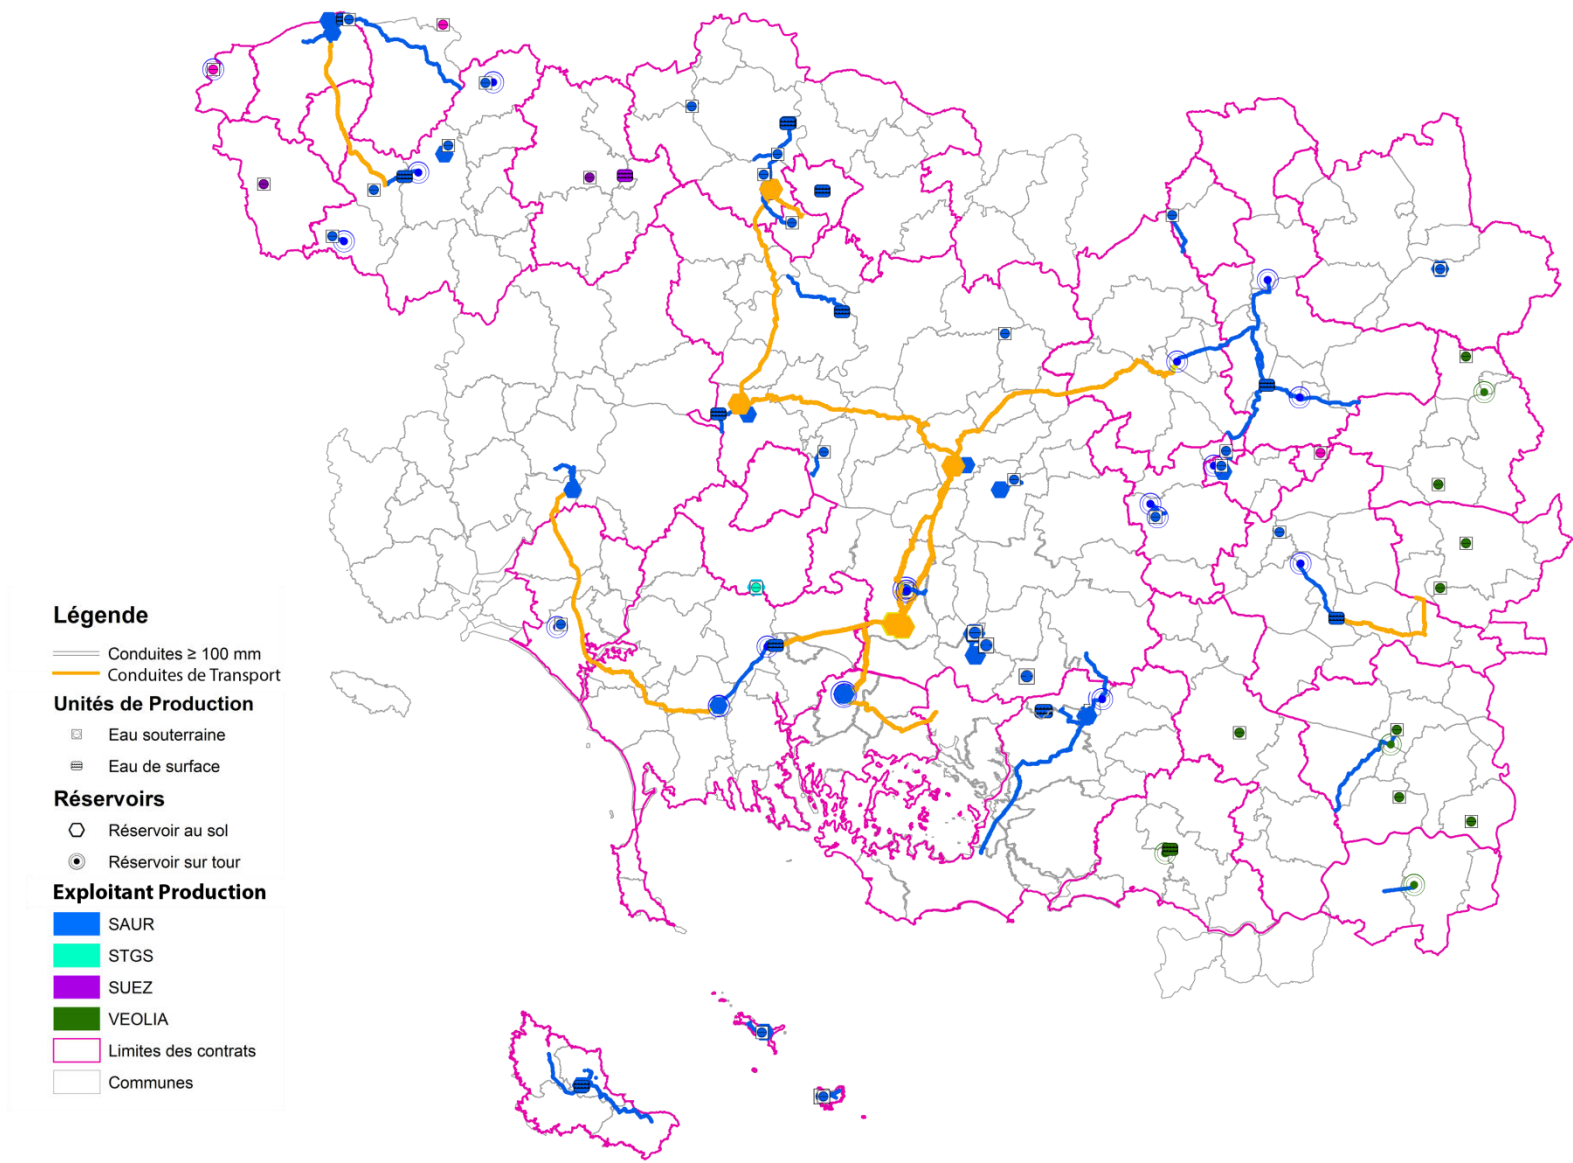 Légende
Conduites ≥ 100 mm
Conduites de Transport
Unités de Production
Eau souterraine
Eau de surface
Réservoirs
Réservoir au sol
Réservoir sur tour
Exploitant Production
SAUR
STGS
SUEZ
VEOLIA
Limites des contrats
Communes